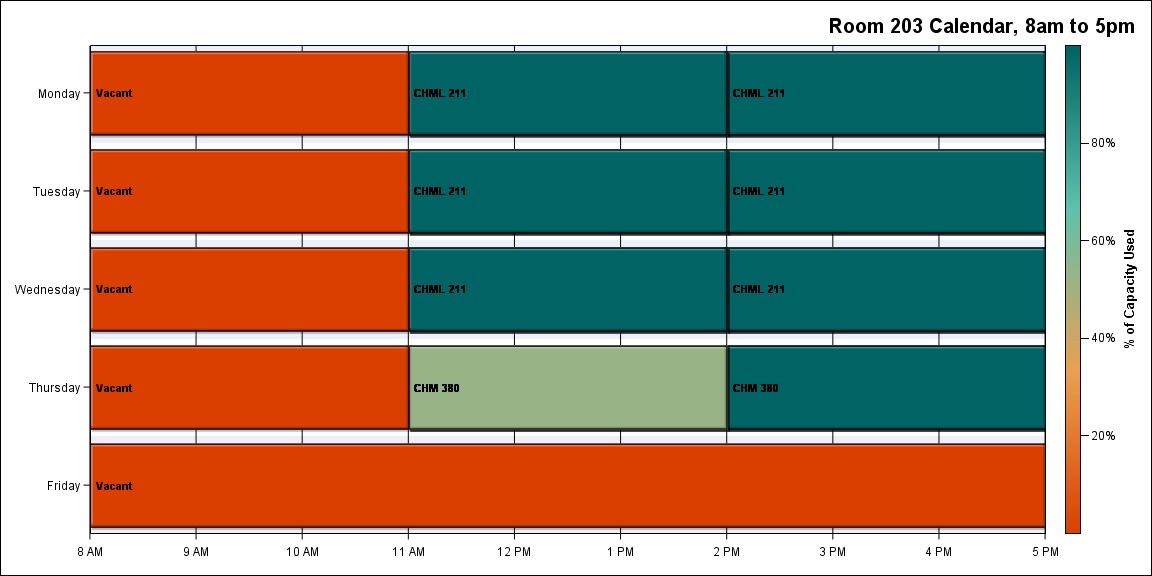 Room 203 Calendar, 8am to 5pm
Monday
Vacant
CHML 211
CHML 211
Tuesday
Vacant
CHML 211
CHML 211
Wednesday
Vacant
CHML 211
CHML 211
Thursday
Vacant
CHM 380
CHM 380
Friday
Vacant
8 AM
9 AM
10 AM
11 AM
12 PM
1 PM
2 PM
3 PM
4 PM
5 PM
80%
60%
40%
20%
% of Capacity Used